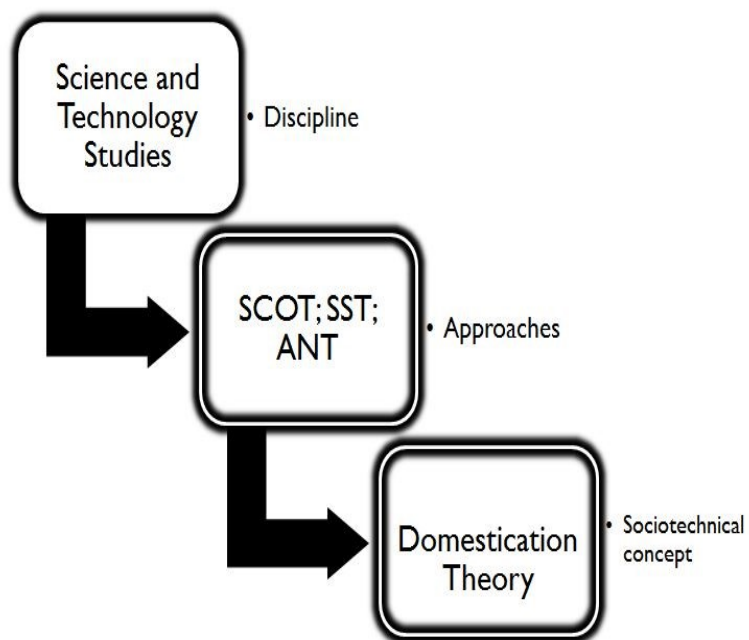 Science and
Technology
Studies
• Discipline
SCOT; SST;
ANT
• Approaches
Domestication
Theory
• Sociotechnical
concept